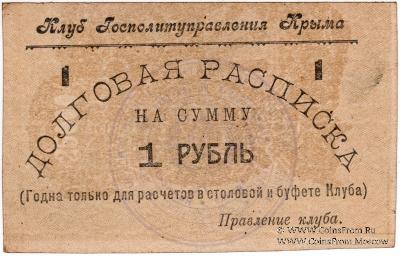 Клуб Госполитуправления Крыма
1 1
ДОЛГОВАЯ РАСПИСКА
НА СУММУ
1 РУБЛЬ
(Годна только для расчетов в столовой и буфете Клуба)
Правление клуба.
© www.CoinsFrom.Ru
www.CoinsFrom.Moscow